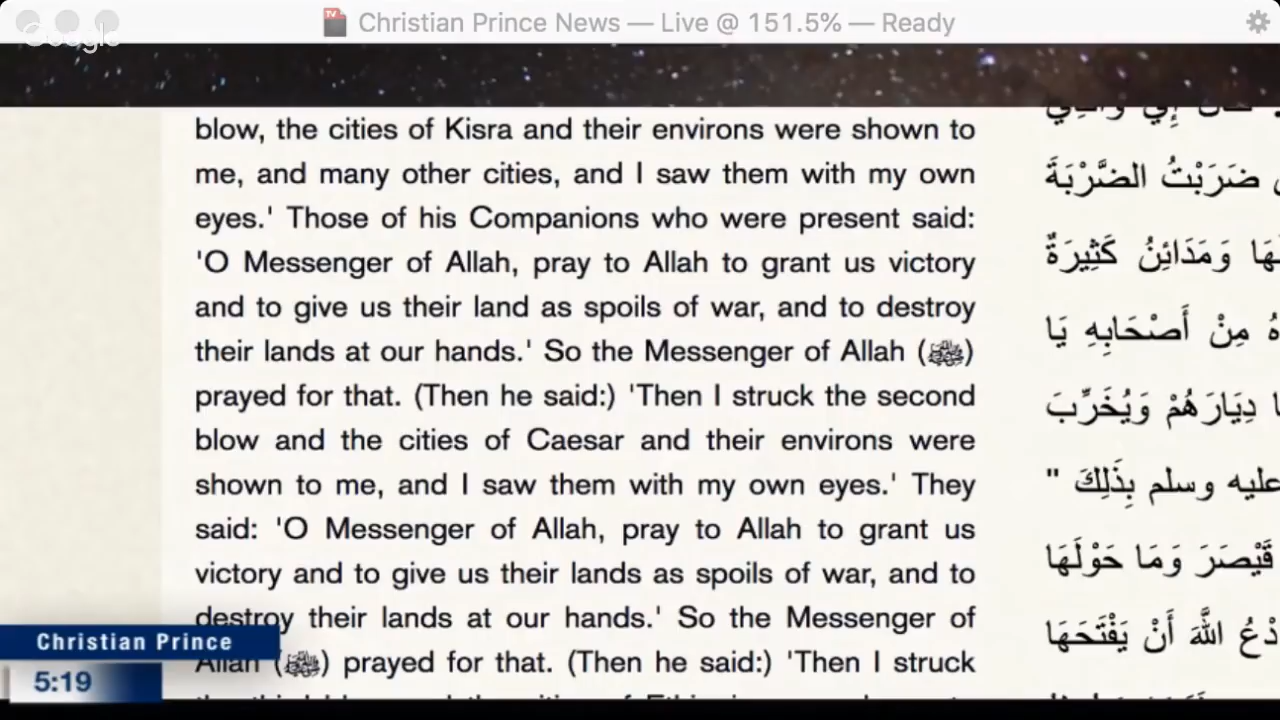 Google
TV
Christian Prince News — Live @ 151.5% — Ready
blow, the cities of Kisra and their environs were shown to
me, and many other cities, and I saw them with my own
eyes.' Those of his Companions who were present said:
'O Messenger of Allah, pray to Allah to grant us victory
and to give us their land as spoils of war, and to destroy
their lands at our hands.' So the Messenger of Allah (ﷺ)
prayed for that. (Then he said:) 'Then I struck the second
blow and the cities of Caesar and their environs were
shown to me, and I saw them with my own eyes.' They
said: 'O Messenger of Allah, pray to Allah to grant us
victory and to give us their lands as spoils of war, and to
destroy their lands at our hands.' So the Messenger of
Allah (ﷺ) prayed for that. (Then he said:) 'Then I struck
ضَرَبْتُ الضَّرْبَةَ
وَمَدَائِنُ كَثِيرَةٌ
مِنْ أَصْحَابِهِ يَا
دِيَارَهُمْ وَيُخَرِّبَ
عليه وسلم بِذَلِكَ "
قَيْصَرَ وَمَا حَوْلَهَا
اللَّهَ أَنْ يَفْتَحَهَا
Christian Prince
5:19